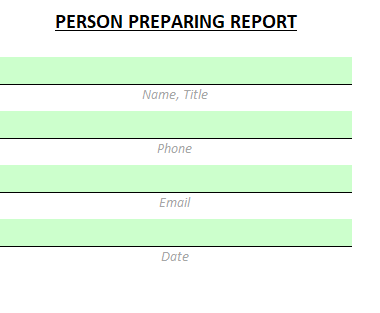 PERSON PREPARING REPORT
Name, Title
Phone
Email
Date